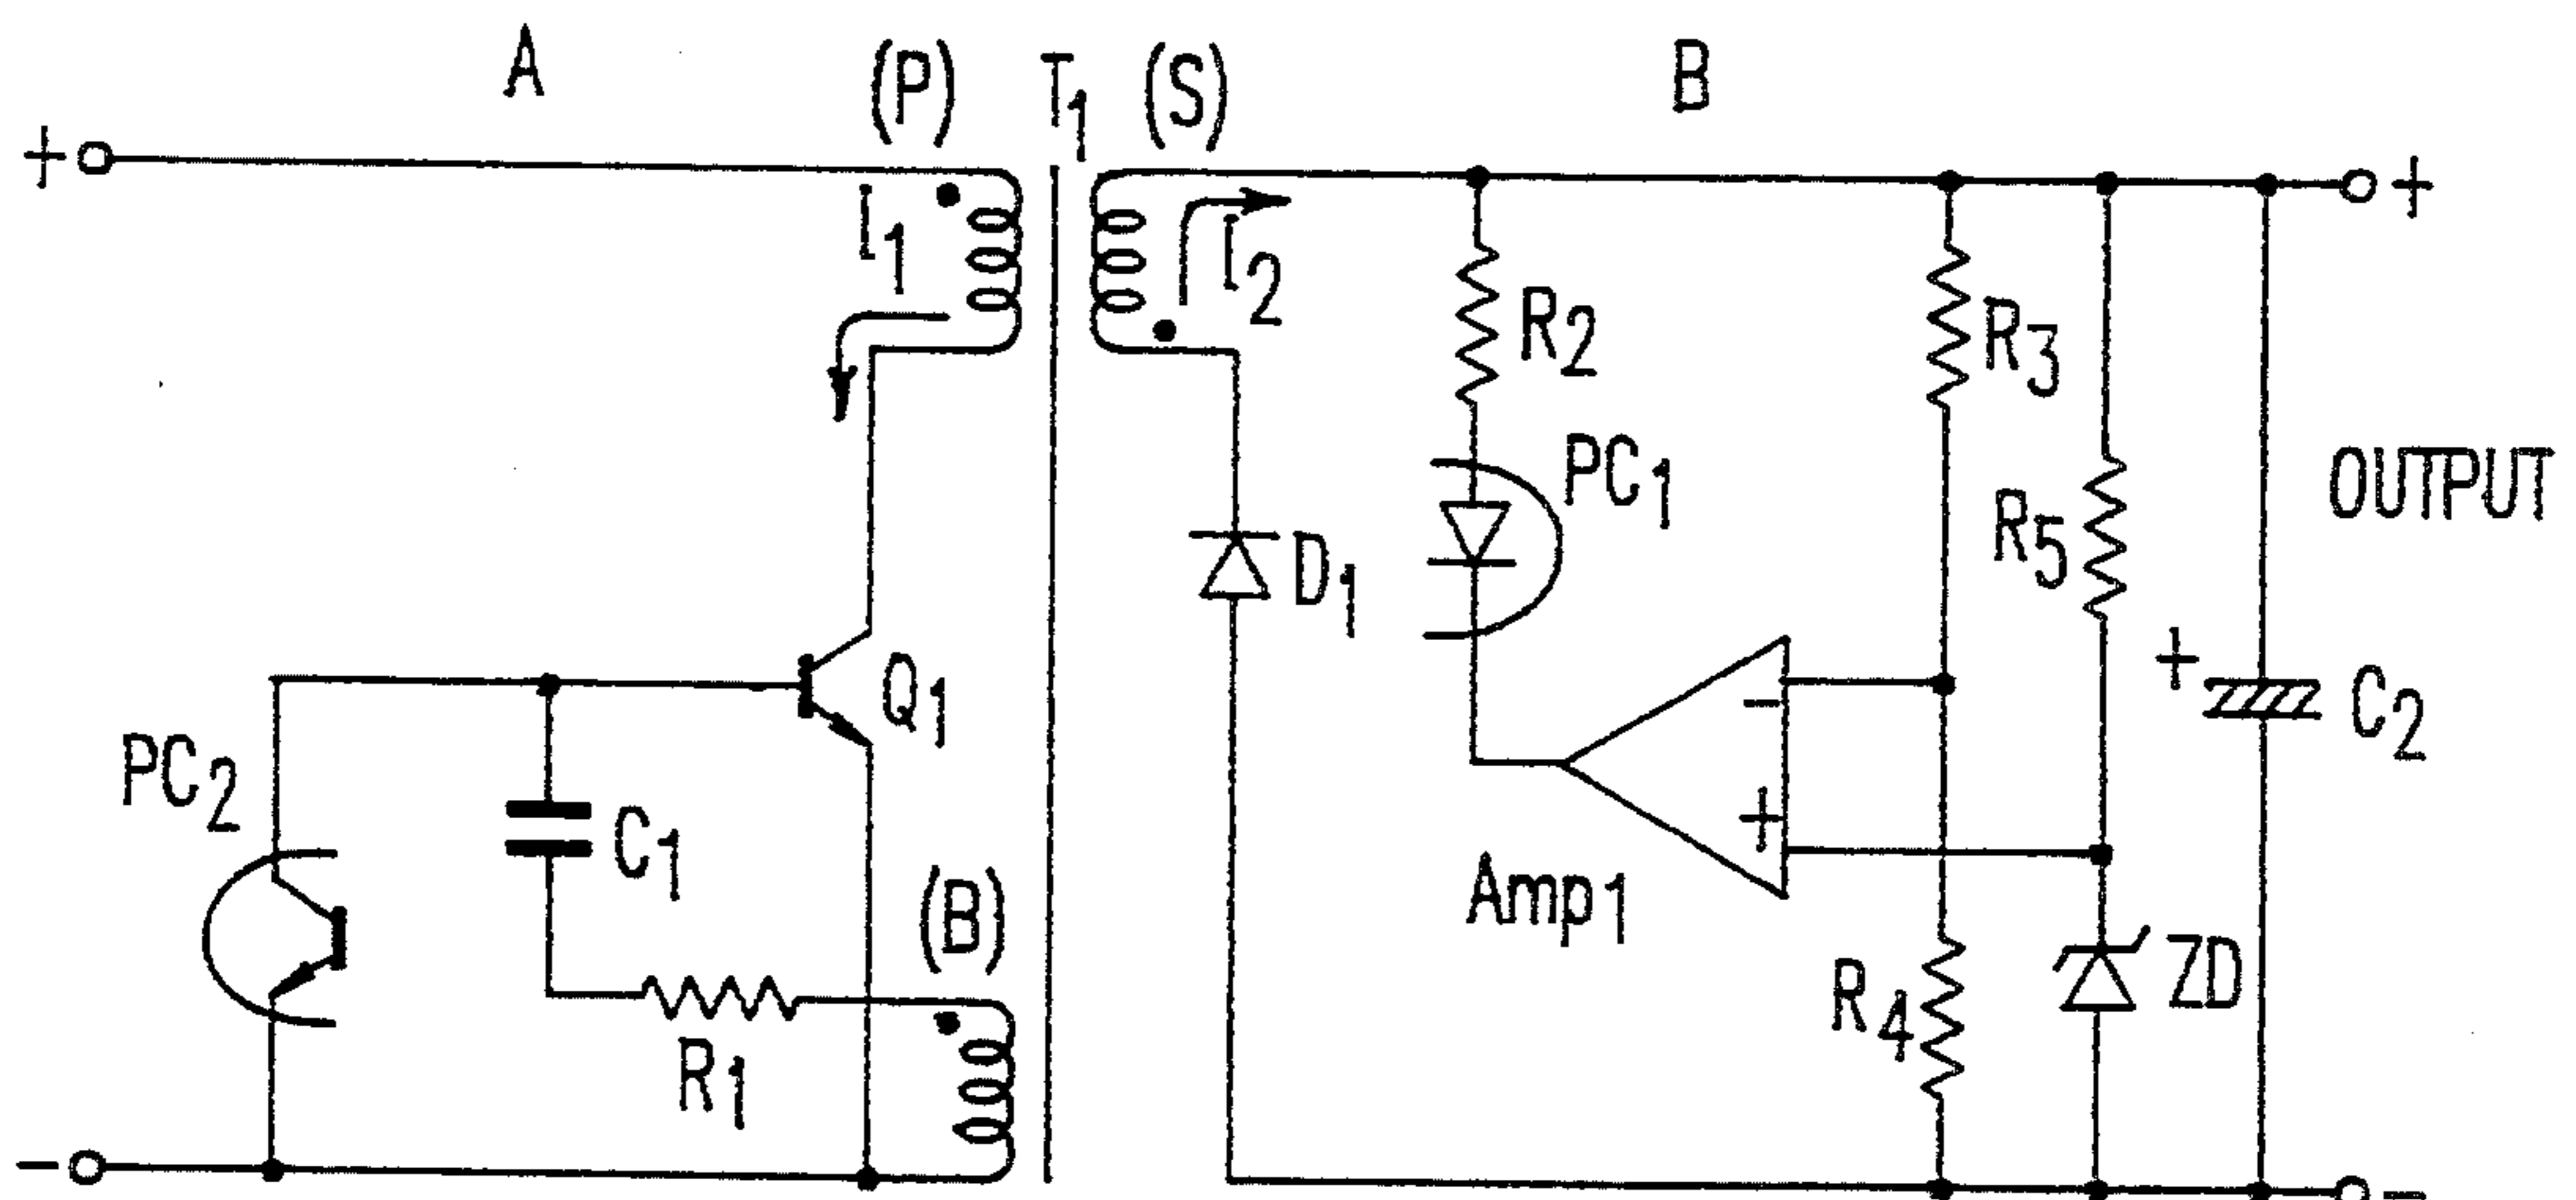 A
(P)
T1
(S)
B
+
+
I1
I2
R2
R3
PC1
R5
OUTPUT
D1
+
Q1
-
C2
PC2
C1
+
(B)
Amp1
R4
ZD
R1
-
-